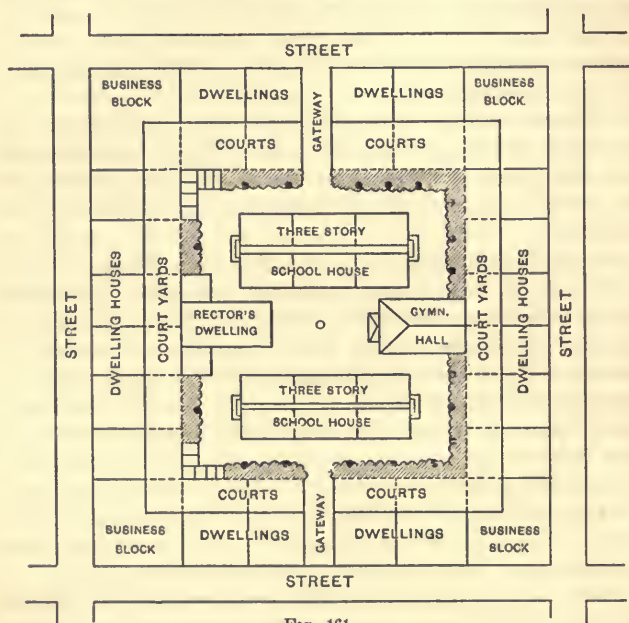 STREET
BUSINESS
BLOCK
DWELLINGS
GATEWAY
DWELLINGS
BUSINESS
BLOCK.
COURTS
COURTS
THREE STORY
SCHOOL HOUSE
STREET
DWELLING HOUSES
COURT YARDS
RECTOR'S
DWELLING
GYMN.
HALL
COURT YARDS
DWELLING HOUSES
STREET
THREE STORY
SCHOOL HOUSE
COURTS
COURTS
BUSINESS
BLOCK
DWELLINGS
GATEWAY
DWELLINGS
BUSINESS
BLOCK
STREET
Fig. 161